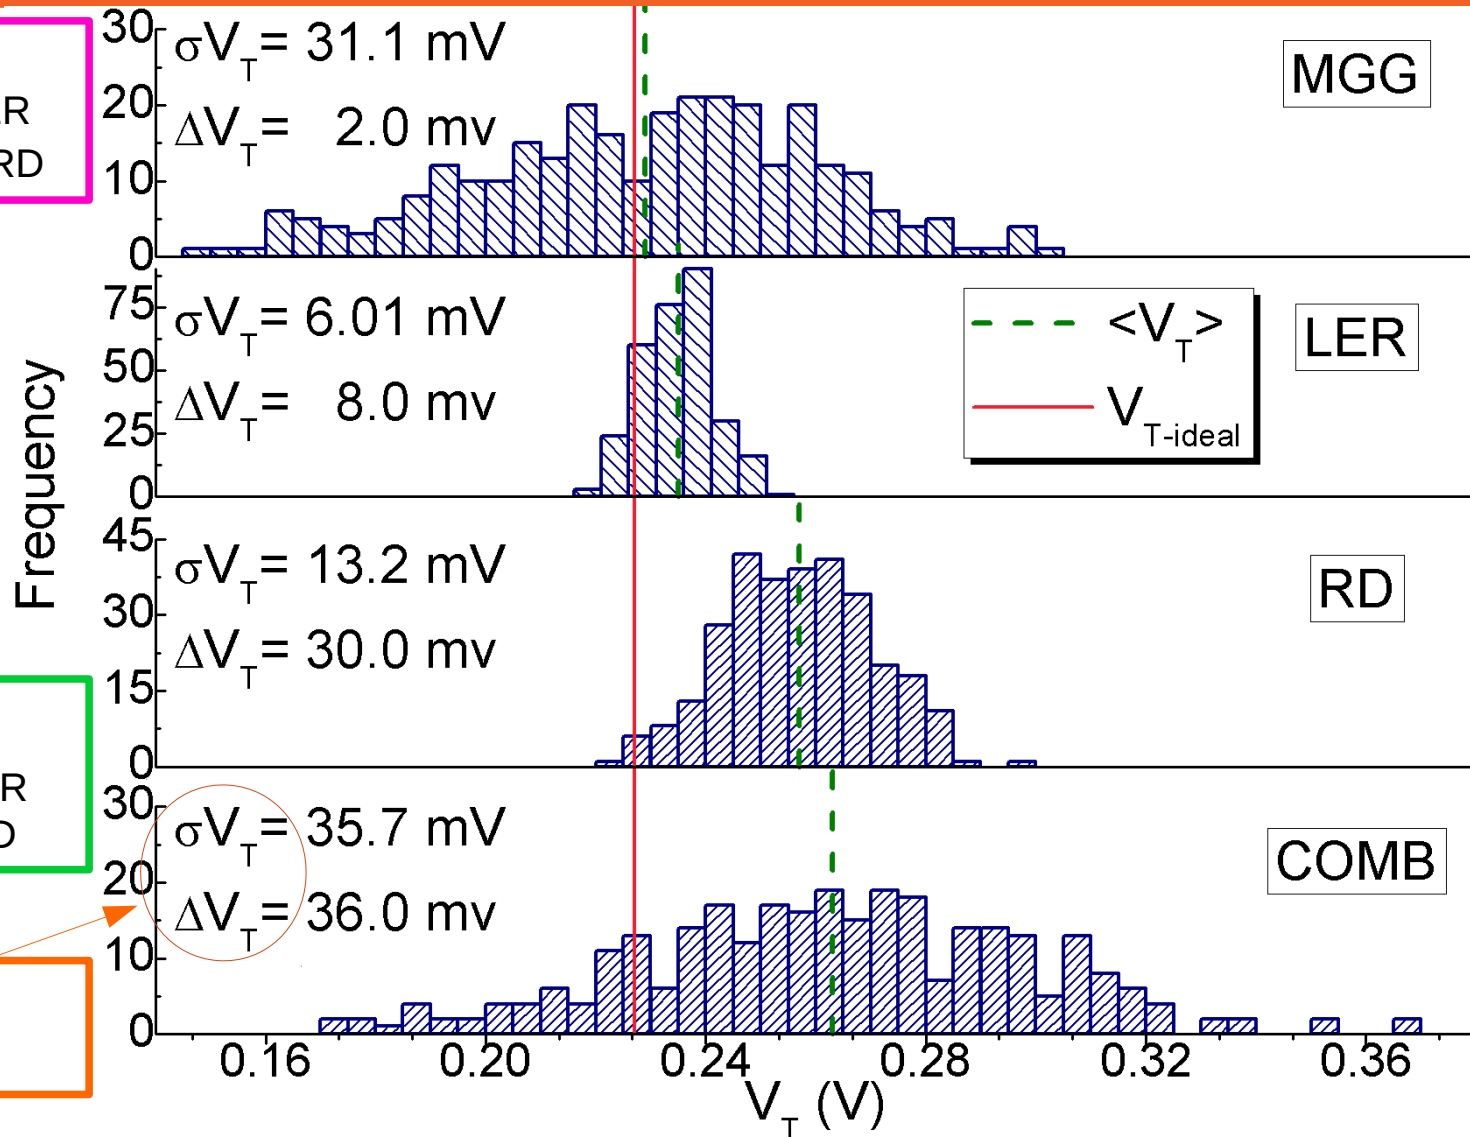 ER
RD
R
D
Frequency
30
20
10
0
σV_T = 31.1 mV
ΔV_T = 2.0 mv
MGG
75
50
25
0
σV_T = 6.01 mV
ΔV_T = 8.0 mv
<V_T>
V_T-ideal
LER
45
30
15
0
σV_T = 13.2 mV
ΔV_T = 30.0 mv
RD
30
20
10
0
σV_T = 35.7 mV
ΔV_T = 36.0 mv
COMB
0.16 0.20 0.24 0.28 0.32 0.36
V_T (V)